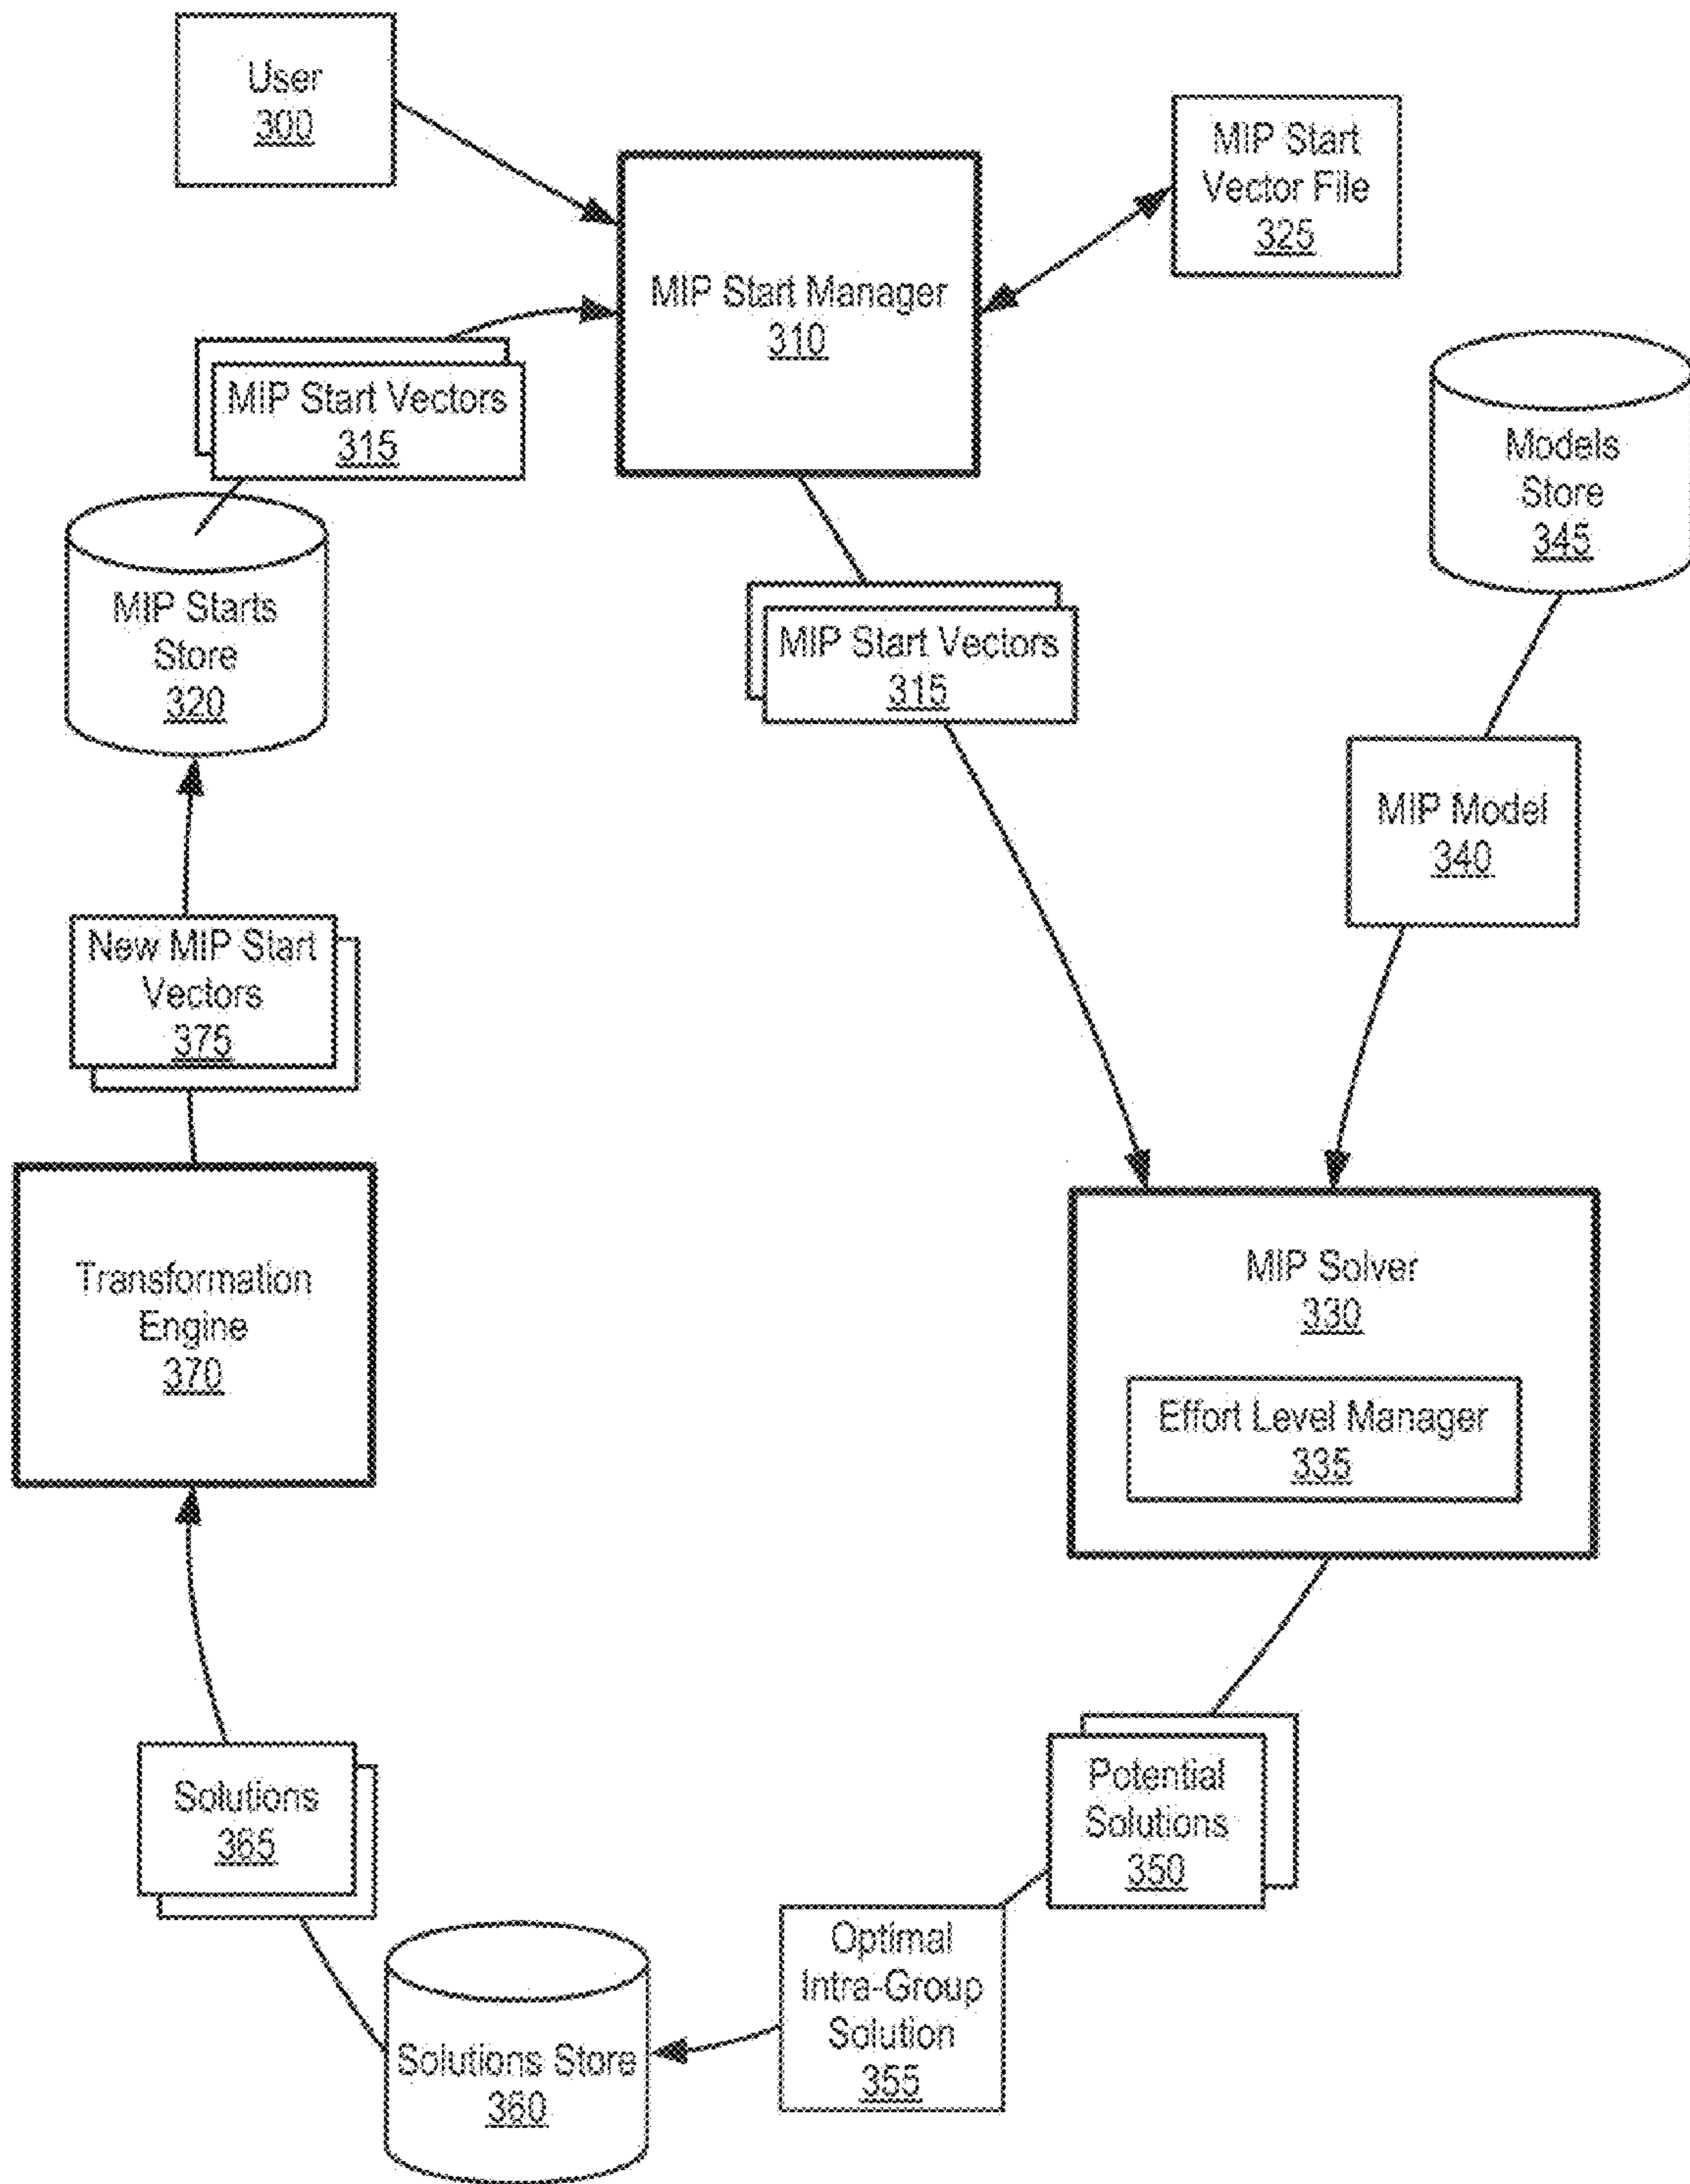 User
300
MIP Start
Vector File
325
MIP Start Manager
310
MIP Start Vectors
315
Models
Store
345
MIP Starts
Store
320
MIP Start Vectors
315
MIP Model
340
New MIP Start
Vectors
375
Transformation
Engine
370
MIP Solver
330
Effort Level Manager
335
Solutions
365
Potential
Solutions
350
Optimal
Intra-Group
Solution
355
Solutions Store
360